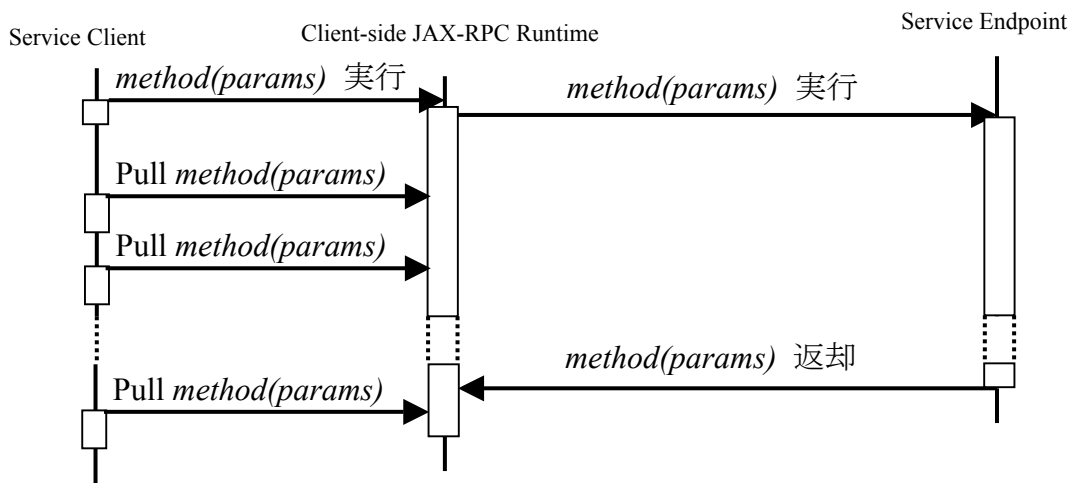 Service Client
Client-side JAX-RPC Runtime
Service Endpoint
method(params) 実行
method(params) 実行
Pull method(params)
Pull method(params)
method(params) 返却
Pull method(params)